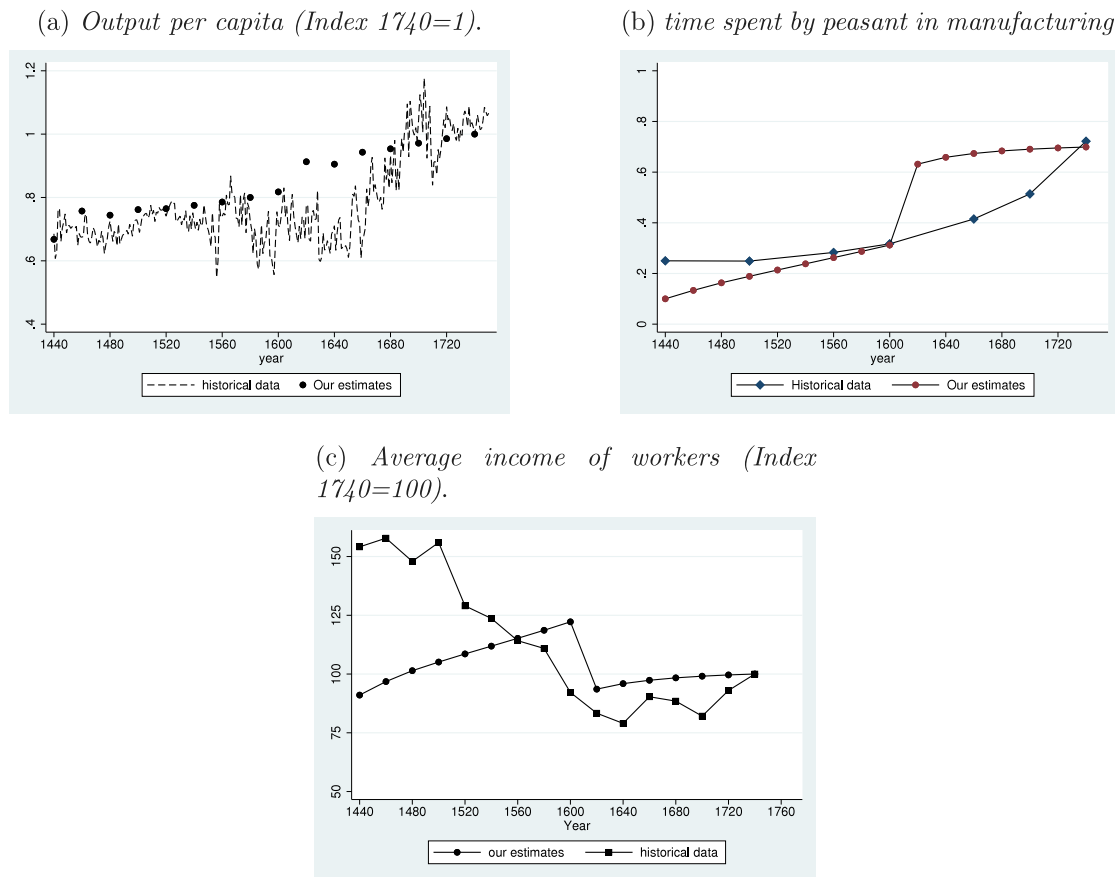 (a) Output per capita (Index 1740=1).
1.2
1
.8
.6
.4
1440 1480 1520 1560 1600 1640 1680 1720
year
historical data Our estimates
(b) time spent by peasant in manufacturing
1
.8
.6
.4
.2
0
1440 1480 1520 1560 1600 1640 1680 1720
year
Historical data Our estimates
(c) Average income of workers (Index
1740=100).
150
125
100
75
50
1440 1480 1520 1560 1600 1640 1680 1720 1760
Year
our estimates historical data